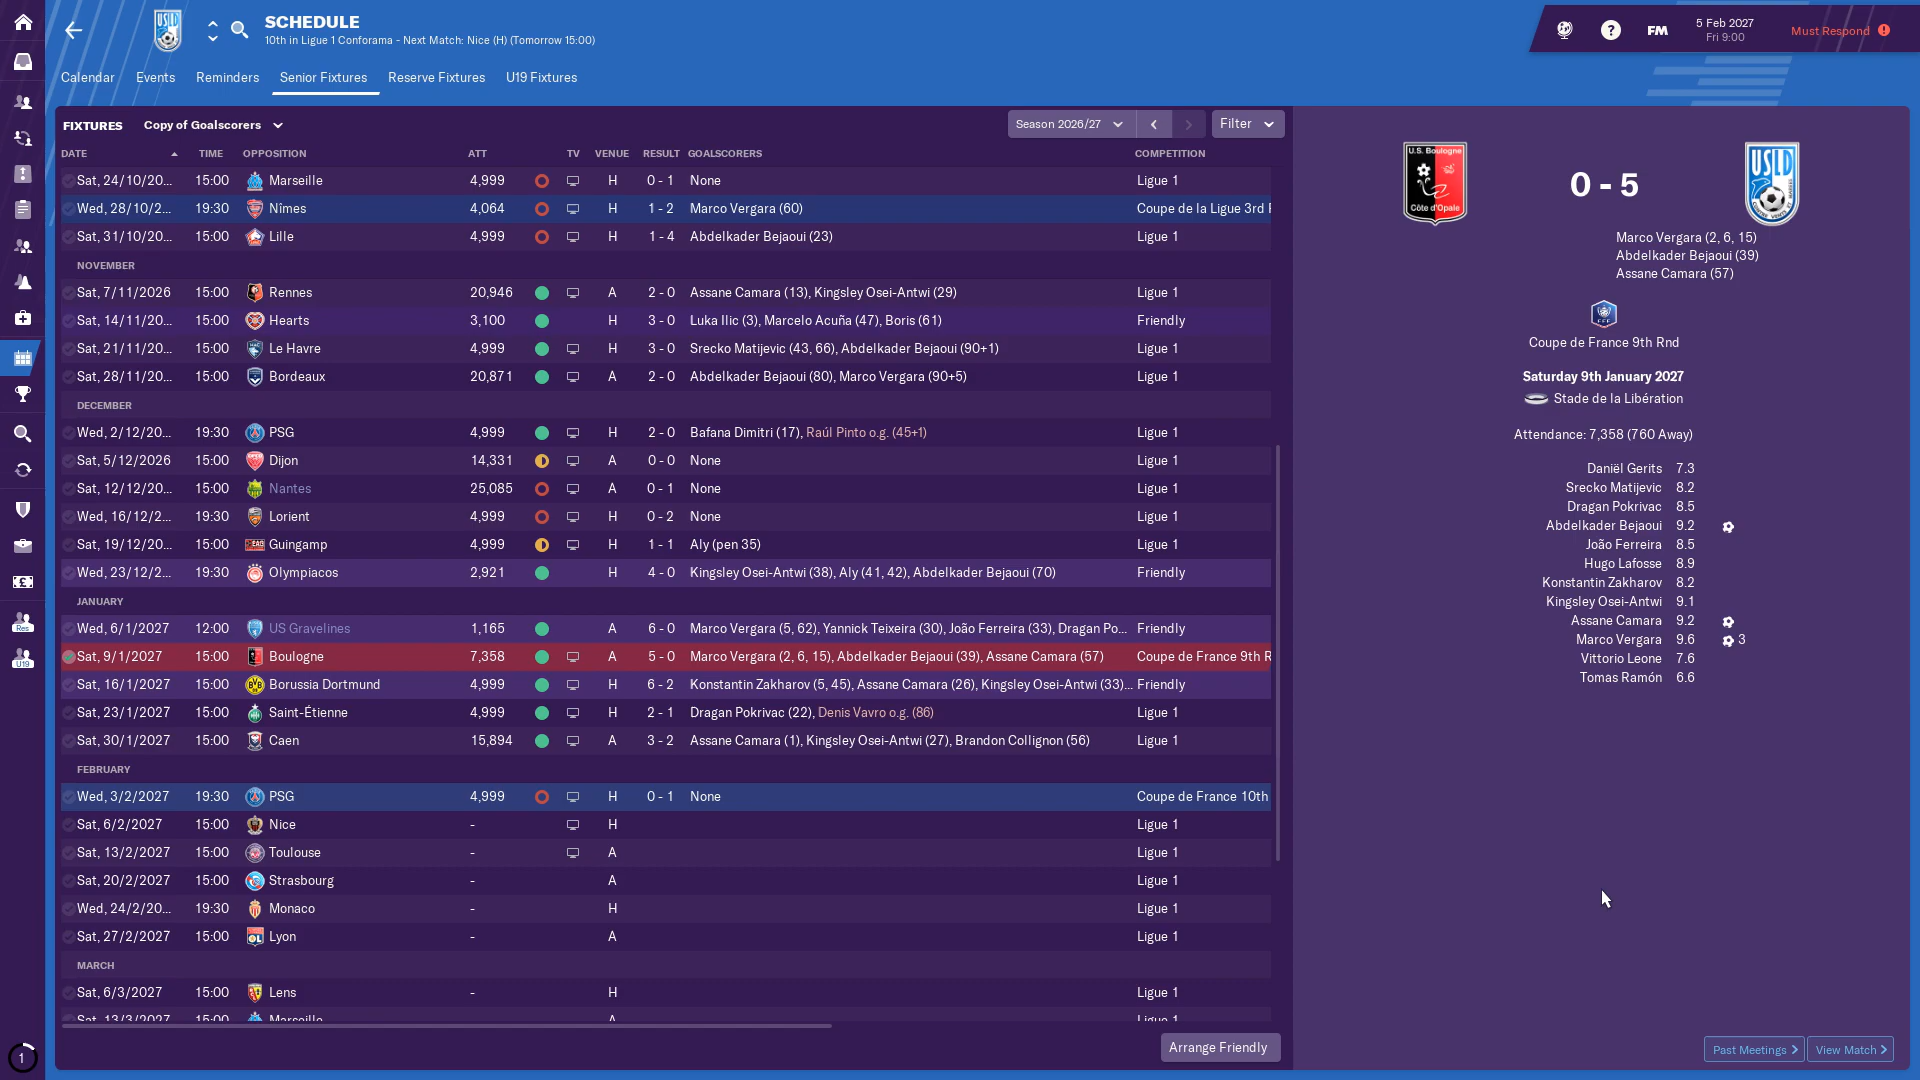 USLD
SCHEDULE
10th in Ligue 1 Conforama - Next Match: Nice (H) (Tomorrow 15:00)
FM
5 Feb 2027
Fri 9:00
Must Respond
Calendar Events Reminders Senior Fixtures Reserve Fixtures U19 Fixtures
FIXTURES Copy of Goalscorers Season 2026/27 Filter
DATE TIME OPPOSITION ATT TV VENUE RESULT GOALSCORERS COMPETITION
Sat, 24/10/20... 15:00 Marseille 4,999 H 0 - 1 None Ligue 1
Wed, 28/10/2... 19:30 Nîmes 4,064 H 1 - 2 Marco Vergara (60) Coupe de la Ligue 3rd
Sat, 31/10/20... 15:00 Lille 4,999 H 1 - 4 Abdelkader Bejaoui (23) Ligue 1
NOVEMBER
Sat, 7/11/2026 15:00 Rennes 20,946 A 2 - 0 Assane Camara (13), Kingsley Osei-Antwi (29) Ligue 1
Sat, 14/11/20... 15:00 Hearts 3,100 H 3 - 0 Luka Ilic (3), Marcelo Acuña (47), Boris (61) Friendly
Sat, 21/11/20... 15:00 Le Havre 4,999 H 3 - 0 Srecko Matijevic (43, 66), Abdelkader Bejaoui (90+1) Ligue 1
Sat, 28/11/20... 15:00 Bordeaux 20,871 A 2 - 0 Abdelkader Bejaoui (80), Marco Vergara (90+5) Ligue 1
DECEMBER
Wed, 2/12/20... 19:30 PSG 4,999 H 2 - 0 Bafana Dimitri (17), Raúl Pinto o.g. (45+1) Ligue 1
Sat, 5/12/2026 15:00 Dijon 14,331 A 0 - 0 None Ligue 1
Sat, 12/12/20... 15:00 Nantes 25,085 A 0 - 1 None Ligue 1
Wed, 16/12/2... 19:30 Lorient 4,999 H 0 - 2 None Ligue 1
Sat, 19/12/20... 15:00 Guingamp 4,999 H 1 - 1 Aly (pen 35) Ligue 1
Wed, 23/12/2... 19:30 Olympiacos 2,921 H 4 - 0 Kingsley Osei-Antwi (38), Aly (41, 42), Abdelkader Bejaoui (70) Friendly
JANUARY
Wed, 6/1/2027 12:00 US Gravelines 1,165 A 6 - 0 Marco Vergara (5, 62), Yannick Teixeira (30), João Ferreira (33), Dragan Po... Friendly
Sat, 9/1/2027 15:00 Boulogne 7,358 A 5 - 0 Marco Vergara (2, 6, 15), Abdelkader Bejaoui (39), Assane Camara (57) Coupe de France 9th R
Sat, 16/1/2027 15:00 Borussia Dortmund 4,999 H 6 - 2 Konstantin Zakharov (5, 45), Assane Camara (26), Kingsley Osei-Antwi (33)... Friendly
Sat, 23/1/2027 15:00 Saint-Étienne 4,999 H 2 - 1 Dragan Pokrivac (22), Denis Vavro o.g. (86) Ligue 1
Sat, 30/1/2027 15:00 Caen 15,894 A 3 - 2 Assane Camara (1), Kingsley Osei-Antwi (27), Brandon Collignon (56) Ligue 1
FEBRUARY
Wed, 3/2/2027 19:30 PSG 4,999 H 0 - 1 None Coupe de France 10th
Sat, 6/2/2027 15:00 Nice - H Ligue 1
Sat, 13/2/2027 15:00 Toulouse - A Ligue 1
Sat, 20/2/2027 15:00 Strasbourg - A Ligue 1
Wed, 24/2/20... 19:30 Monaco - H Ligue 1
Sat, 27/2/2027 15:00 Lyon - A Ligue 1
MARCH
Sat, 6/3/2027 15:00 Lens - H Ligue 1
Sat, 13/3/2027 15:00 Marseille A Ligue 1
Arrange Friendly
Res
U19
1
U.S. Boulogne
Côte d'Opale
0 - 5
USLD
Marco Vergara (2, 6, 15)
Abdelkader Bejaoui (39)
Assane Camara (57)
FFF
Coupe de France 9th Rnd
Saturday 9th January 2027
Stade de la Libération
Attendance: 7,358 (760 Away)
Daniël Gerits 7.3
Srecko Matijevic 8.2
Dragan Pokrivac 8.5
Abdelkader Bejaoui 9.2
João Ferreira 8.5
Hugo Lafosse 8.9
Konstantin Zakharov 8.2
Kingsley Osei-Antwi 9.1
Assane Camara 9.2
Marco Vergara 9.6 3
Vittorio Leone 7.6
Tomas Ramón 6.6
Past Meetings View Match